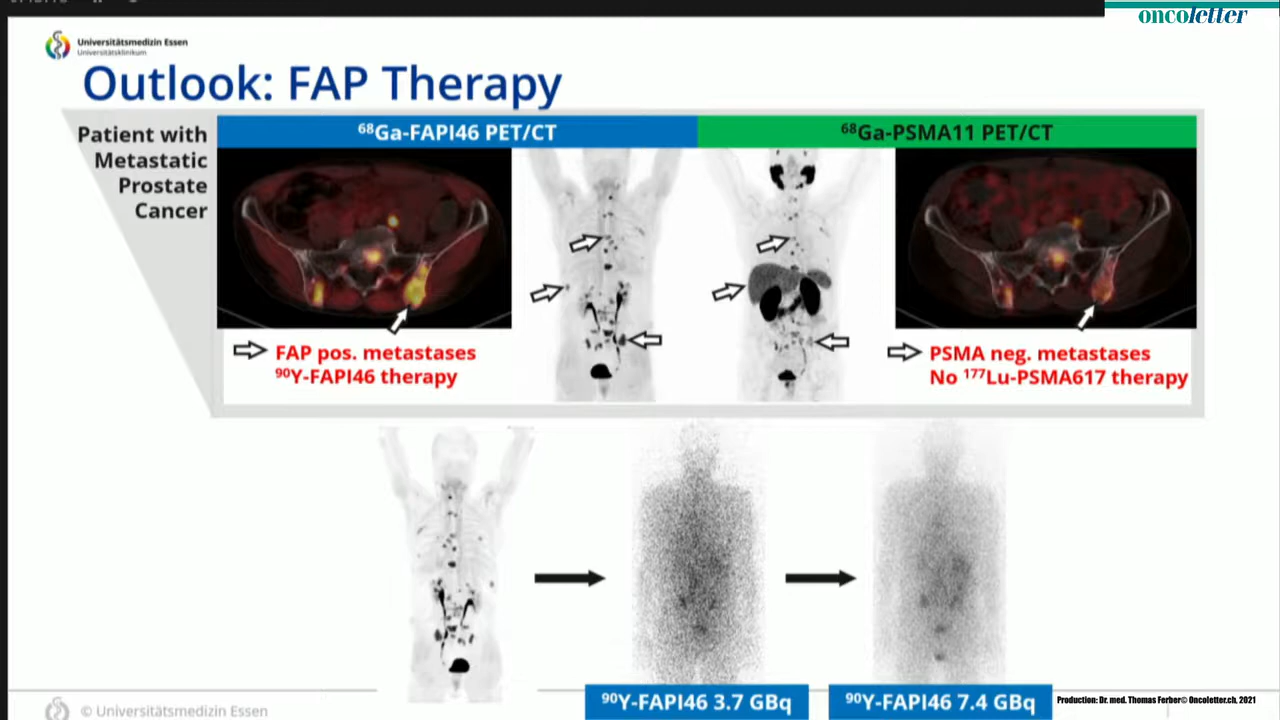 oncoletter
Universitätsmedizin Essen
Universitätsklinikum
Outlook: FAP Therapy
Patient with
Metastatic
Prostate
Cancer
⁶⁸Ga-FAPI46 PET/CT
⁶⁸Ga-PSMA11 PET/CT
FAP pos. metastases
⁹⁰Y-FAPI46 therapy
PSMA neg. metastases
No ¹⁷⁷Lu-PSMA617 therapy
⁹⁰Y-FAPI46 3.7 GBq
⁹⁰Y-FAPI46 7.4 GBq
Production: Dr. med. Thomas Ferber© Oncoletter.ch, 2021
© Universitätsmedizin Essen